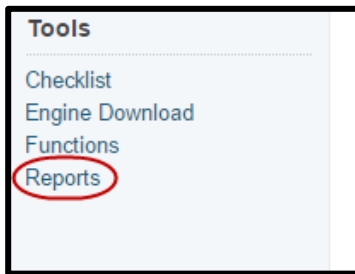 Tools
Checklist
Engine Download
Functions
Reports